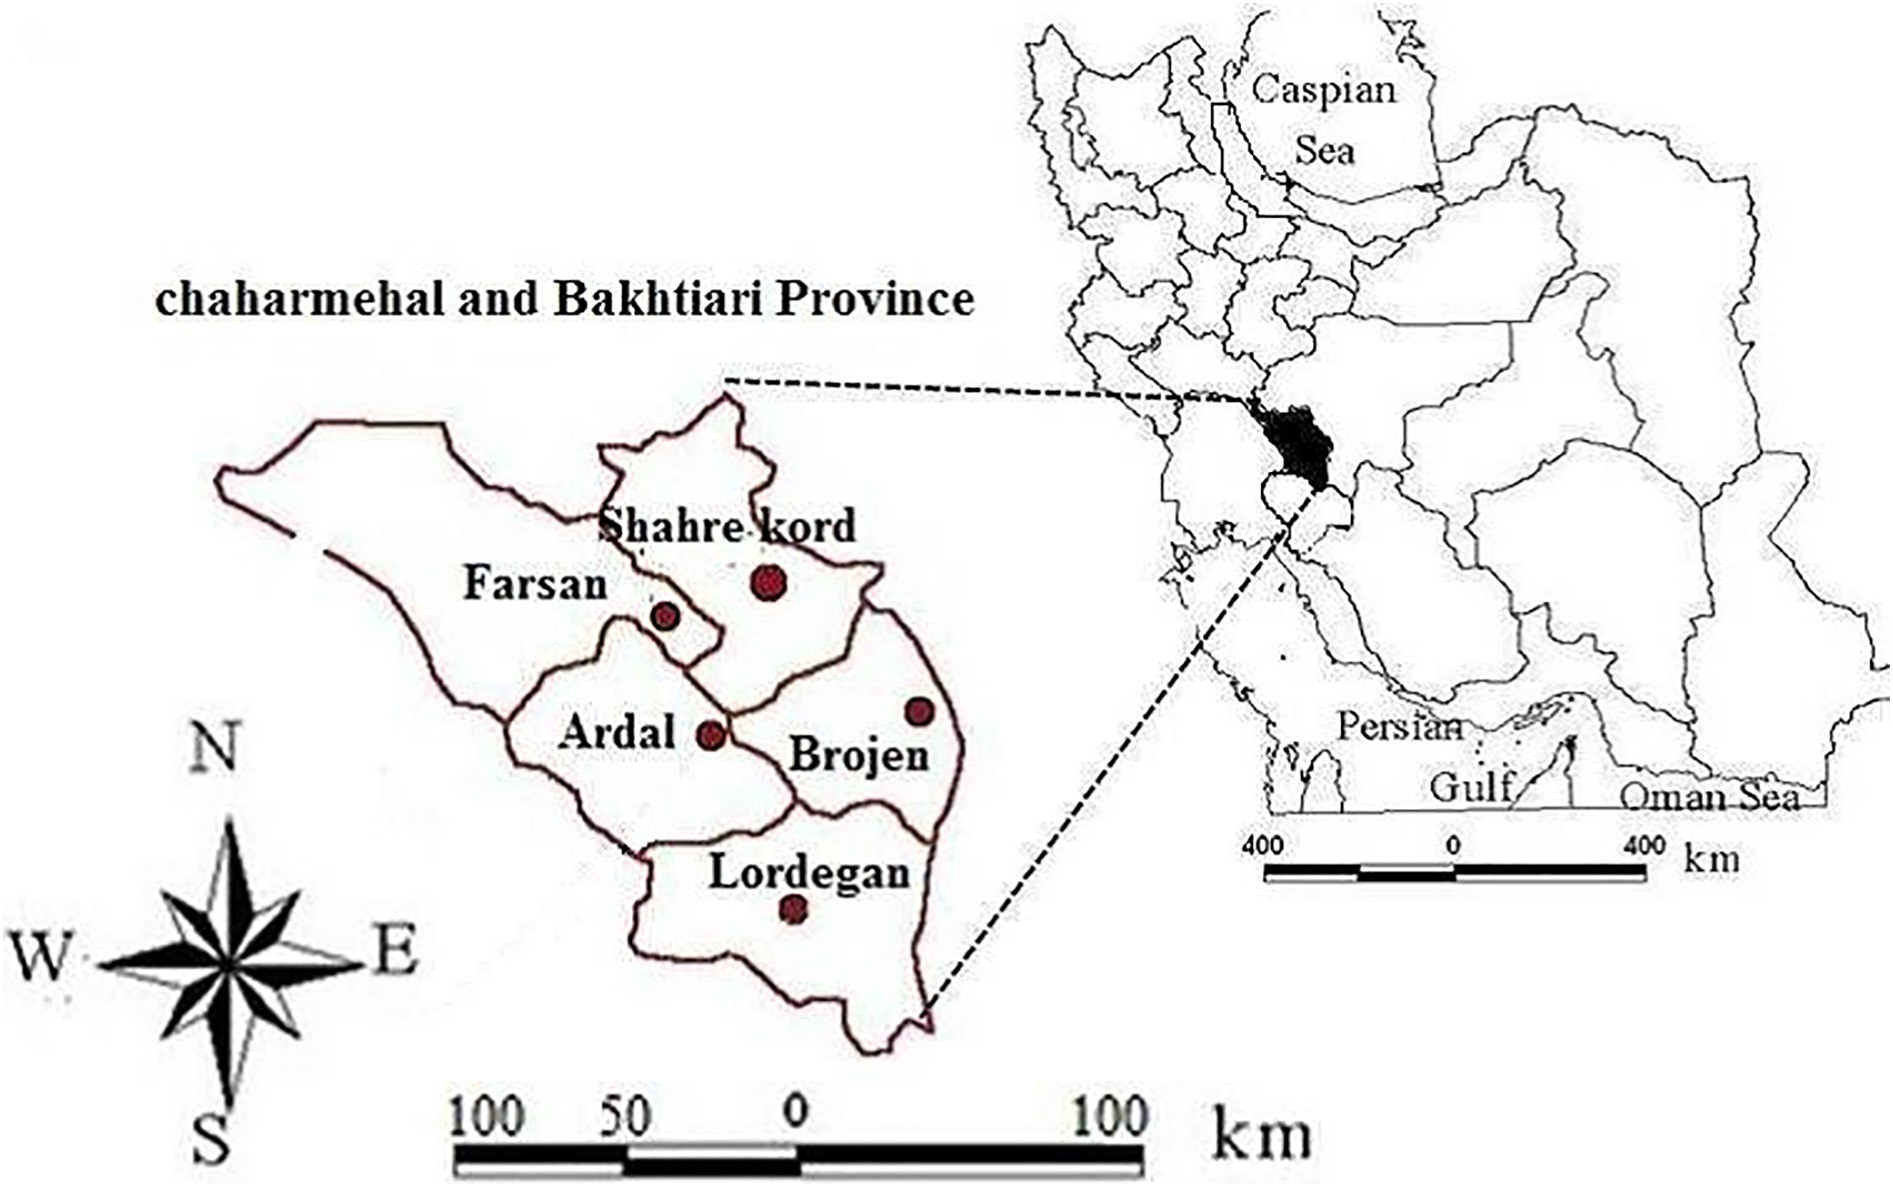 Caspian
Sea
chaharmehal and Bakhtiari Province
Shahre kord
Farsan
Ardal
Brojen
Lordegan
N
W
E
S
100 50 0 100 km
Persian
Gulf
Oman Sea
400 0 400 km